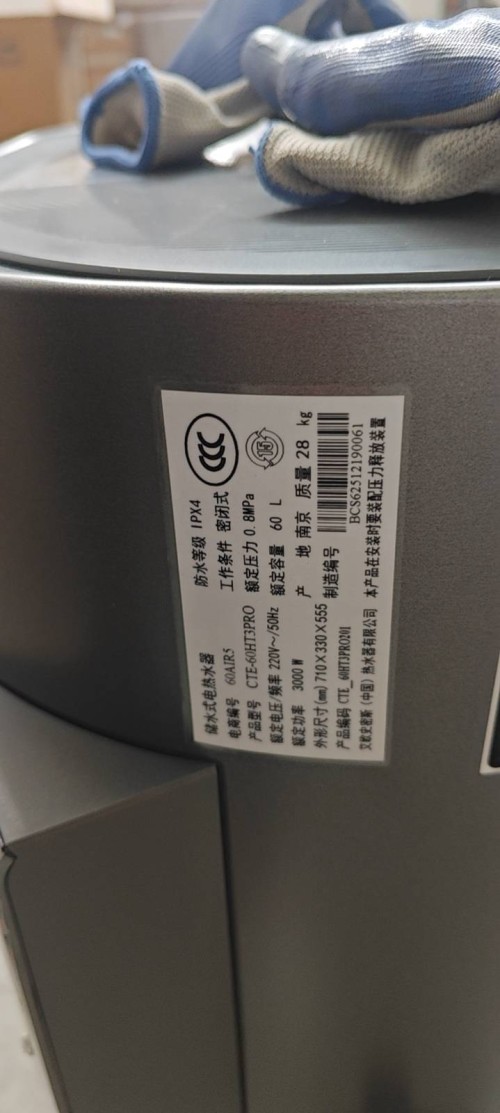 储水式电热水器
电商编号 60AIR5
产品型号 CTE-60HT3PRO
额定电压/频率 220V~/50Hz
额定功率 3000 W
外形尺寸(mm) 710×330×555
产品编码 CTE_60HT3PRO201
艾欧史密斯(中国)热水器有限公司
CCC
15
防水等级 IPX4
工作条件 密闭式
额定压力 0.8MPa
额定容量 60 L
产 地 南京 质量 28 kg
制造编号
BCS62512190061
本产品在安装时要装配压力释放装置